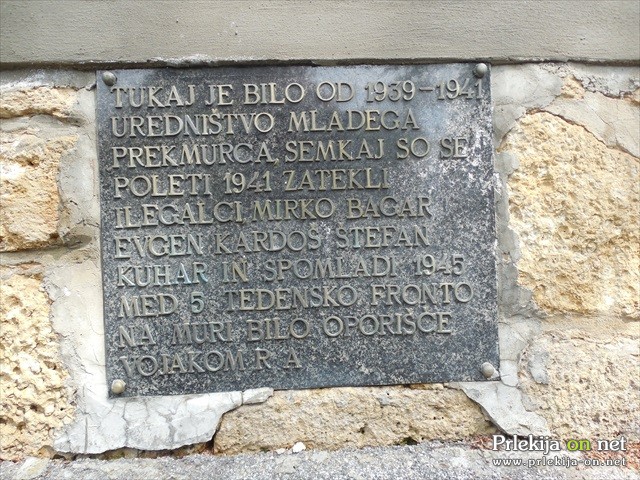 TUKAJ JE BILO OD 1939-1941
UREDNIŠTVO MLADEGA
PREKMURCA, SEMKAJ SO SE
POLETI 1941 ZATEKLI
ILEGALCI MIRKO BAGAR
EVGEN KARDOŠ ŠTEFAN
KUHAR IN SPOMLADI 1945
MED 5 TEDENSKO FRONTO
NA MURI BILO OPORIŠČE
VOJAKOM R A
Prlekija on net
www.prlekija-on.net